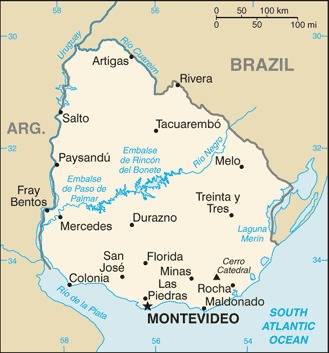 0 50 100 km
0 50 100 mi
58
56
30
30
Uruguay
Río Cuareim
Artigas
Rivera
BRAZIL
ARG.
Salto
Tacuarembó
32
32
Paysandú
Embalse
de Rincón
del Bonete
Río Negro
Melo
Embalse
de Paso de
Palmar
Fray
Bentos
Mercedes
Durazno
Treinta y
Tres
Laguna
Merín
34
34
San
José
Florida
Minas
Cerro
Catedral
Colonia
Las
Piedras
Rocha
Maldonado
Río de la Plata
MONTEVIDEO
SOUTH
ATLANTIC
OCEAN
58
56
54